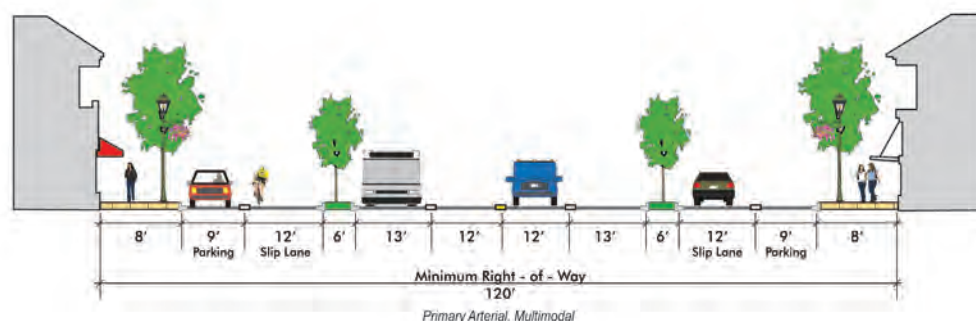 8' 9' 12' 6' 13' 12' 12' 13' 6' 12' 9' 8'
Parking Slip Lane Slip Lane Parking
Minimum Right - of - Way
120'
Primary Arterial, Multimodal